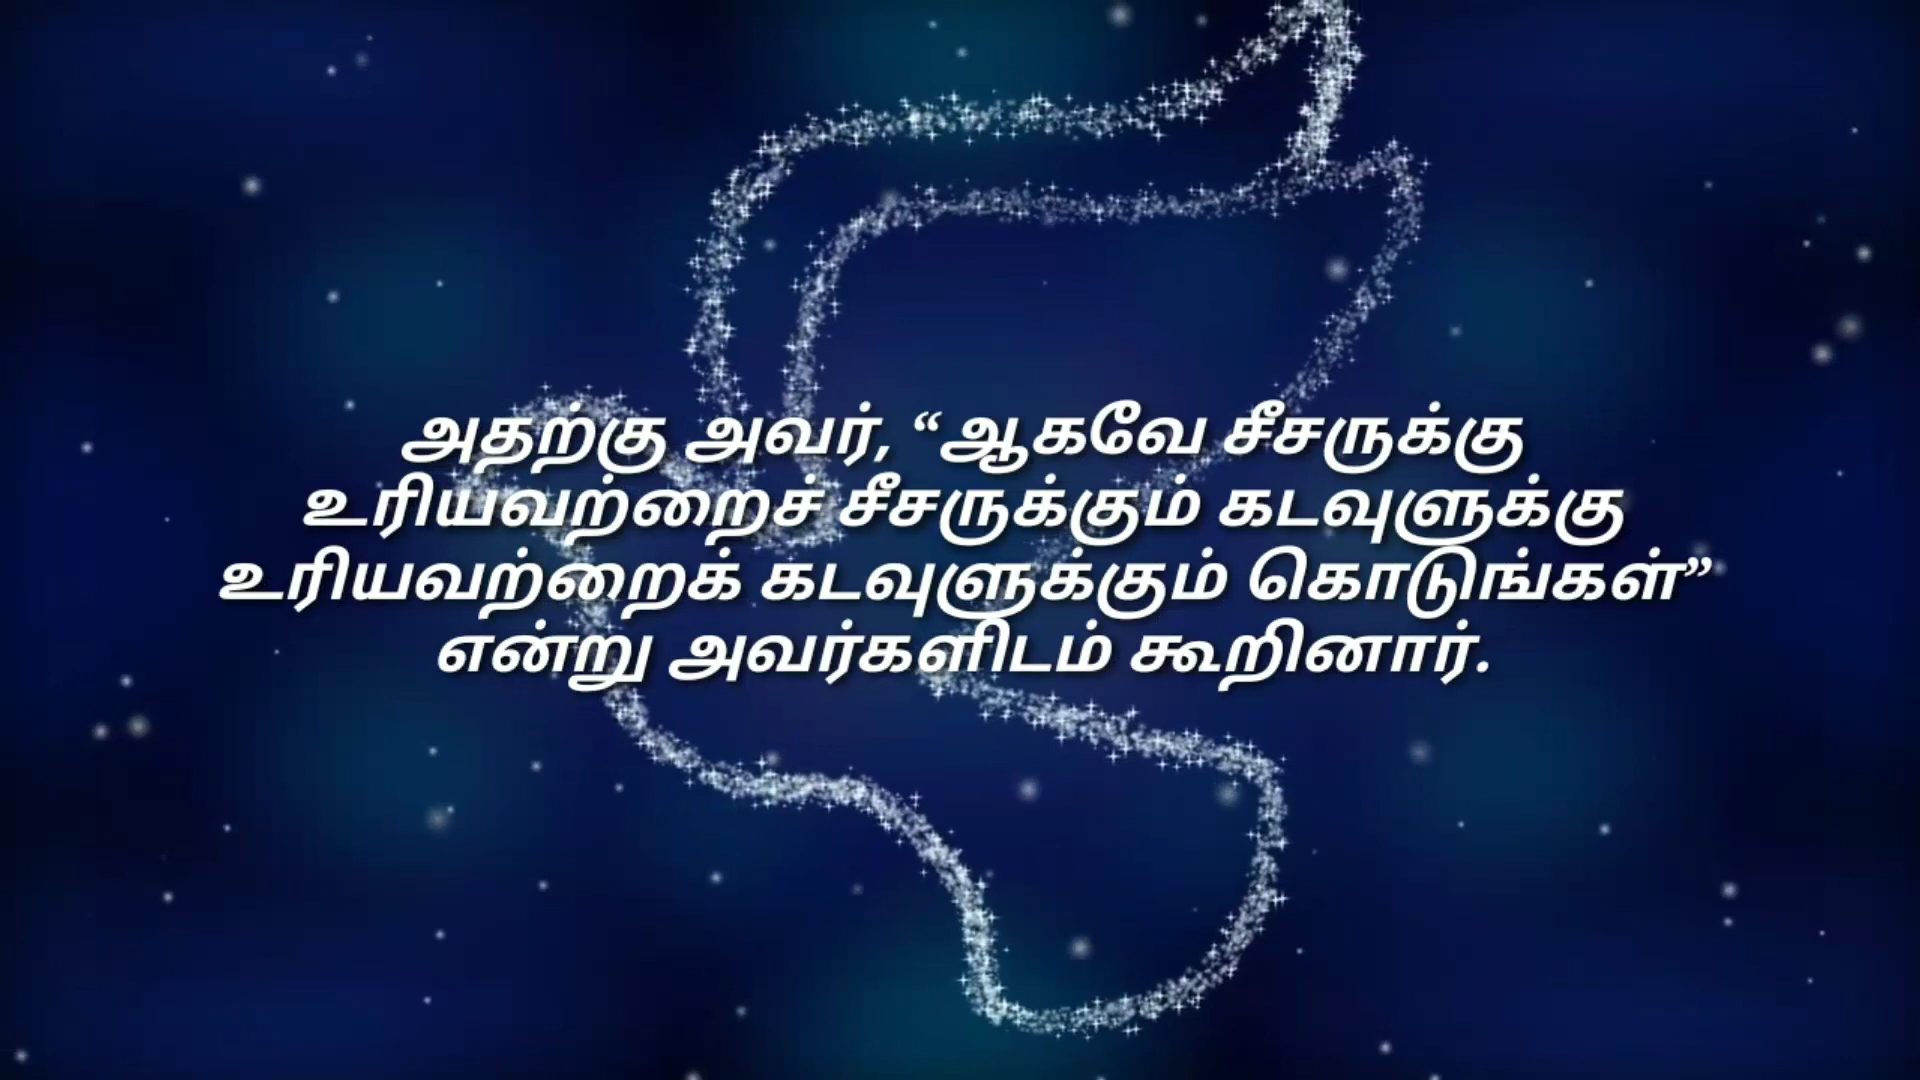 அதற்கு அவர், “ஆகவே சீசருக்கு
உரியவற்றைச் சீசருக்கும் கடவுளுக்கு
உரியவற்றைக் கடவுளுக்கும் கொடுங்கள்”
என்று அவர்களிடம் கூறினார்.